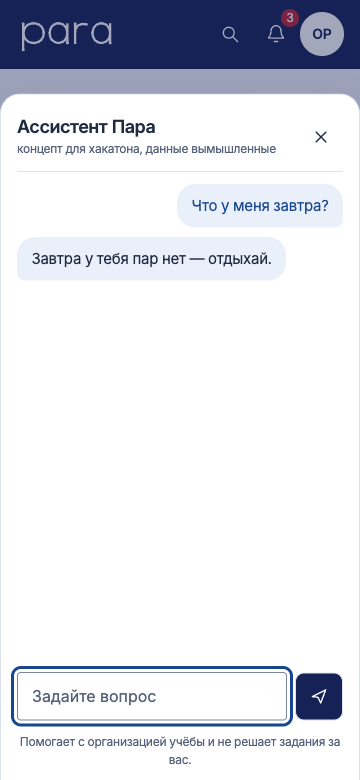 para
3
OP
Ассистент Пара
концепт для хакатона, данные вымышленные
Что у меня завтра?
Завтра у тебя пар нет — отдыхай.
Задайте вопрос
Помогает с организацией учёбы и не решает задания за
вас.